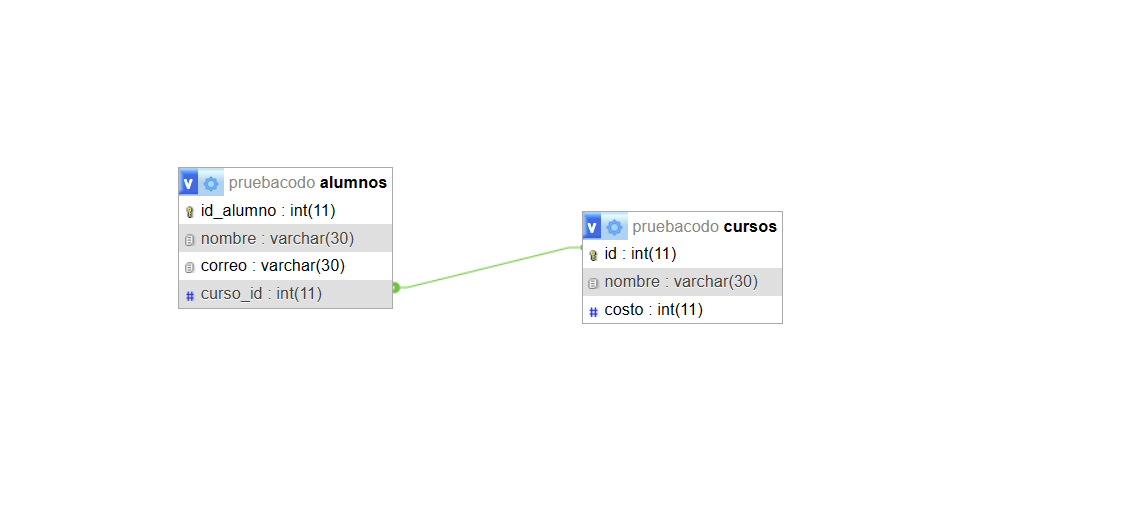 v pruebacodo alumnos
id_alumno : int(11)
nombre : varchar(30)
correo : varchar(30)
# curso_id : int(11)
v pruebacodo cursos
id : int(11)
nombre : varchar(30)
# costo : int(11)